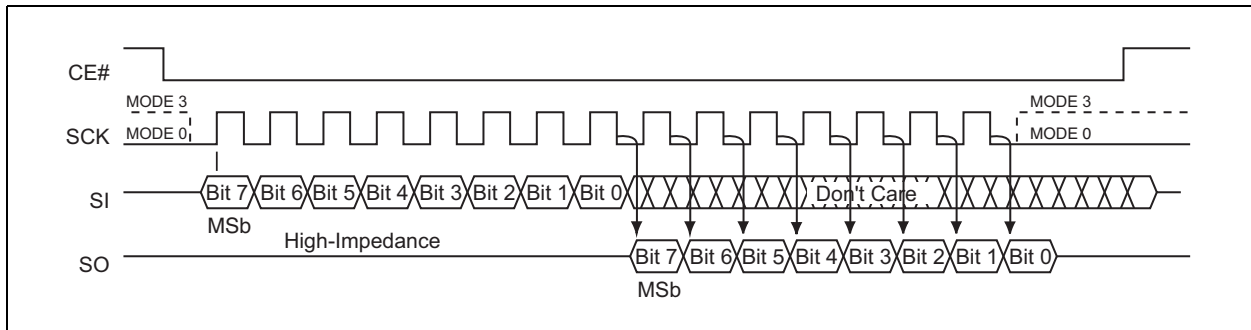 CE#
MODE 3 MODE 3
SCK MODE 0 MODE 0
SI Bit 7 Bit 6 Bit 5 Bit 4 Bit 3 Bit 2 Bit 1 Bit 0 Don't Care
MSb
High-Impedance
SO Bit 7 Bit 6 Bit 5 Bit 4 Bit 3 Bit 2 Bit 1 Bit 0
MSb